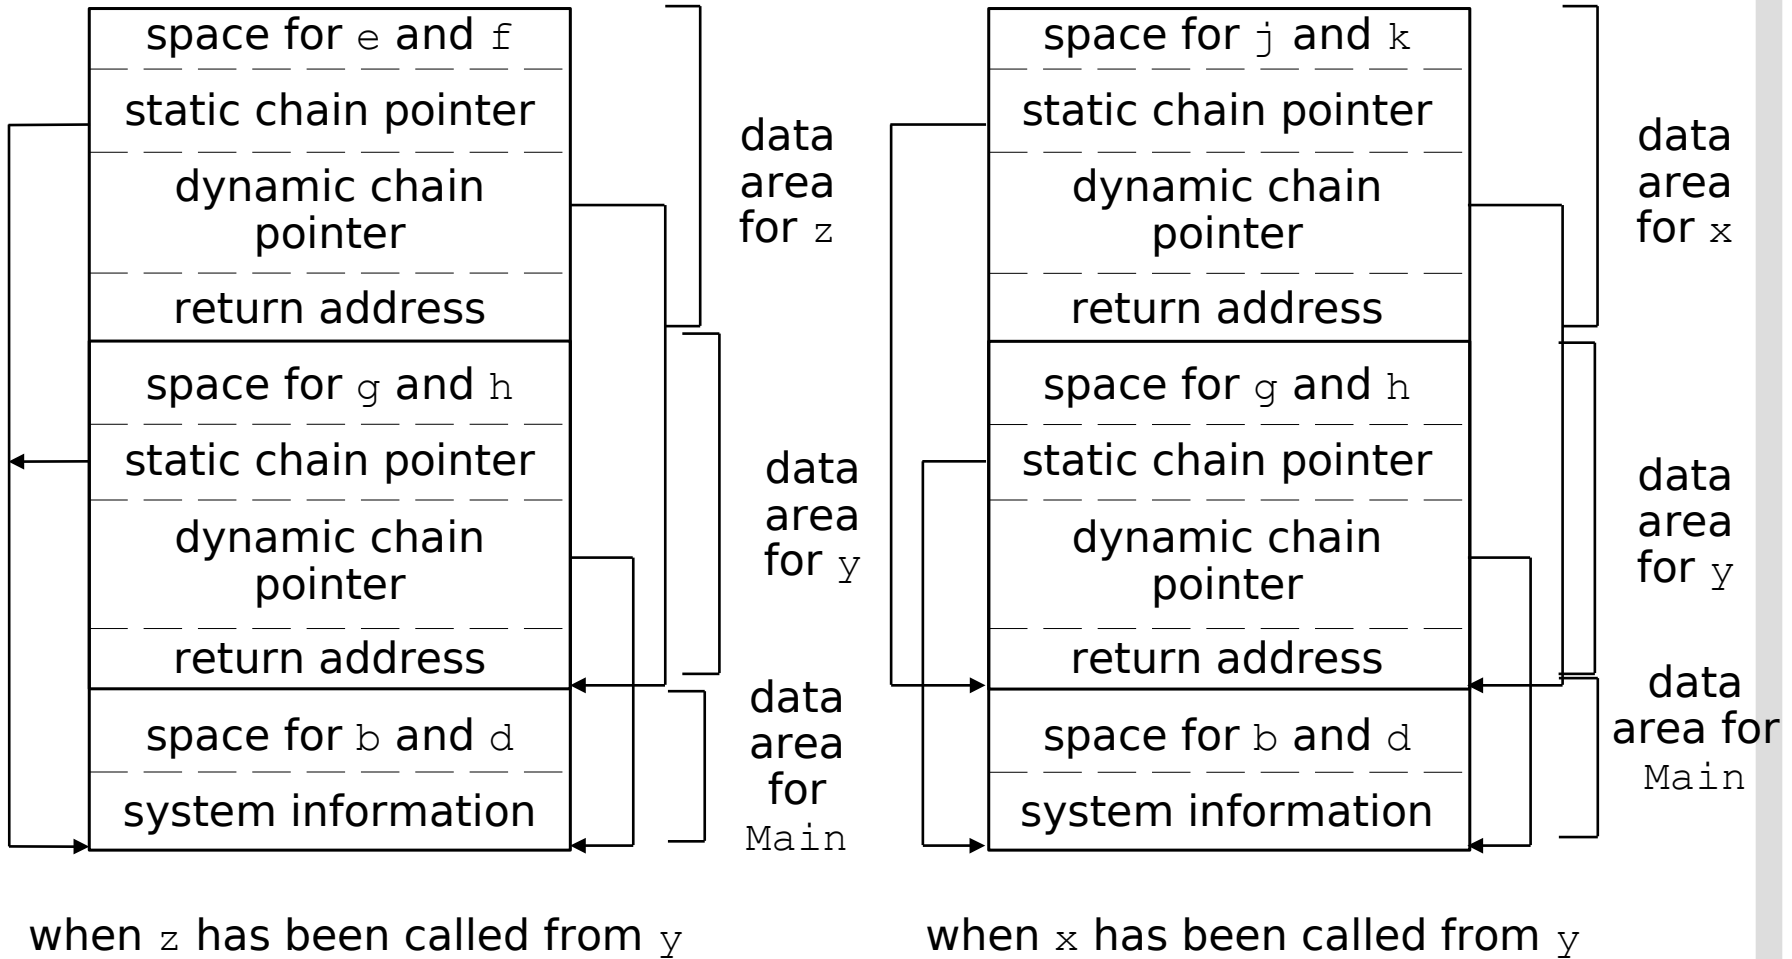 space for e and f
static chain pointer
dynamic chain
pointer
return address
space for g and h
static chain pointer
dynamic chain
pointer
return address
space for b and d
system information
data
area
for z
data
area
for y
data
area
for
Main
when z has been called from y
space for j and k
static chain pointer
dynamic chain
pointer
return address
space for g and h
static chain pointer
dynamic chain
pointer
return address
space for b and d
system information
data
area
for x
data
area
for y
data
area for
Main
when x has been called from y